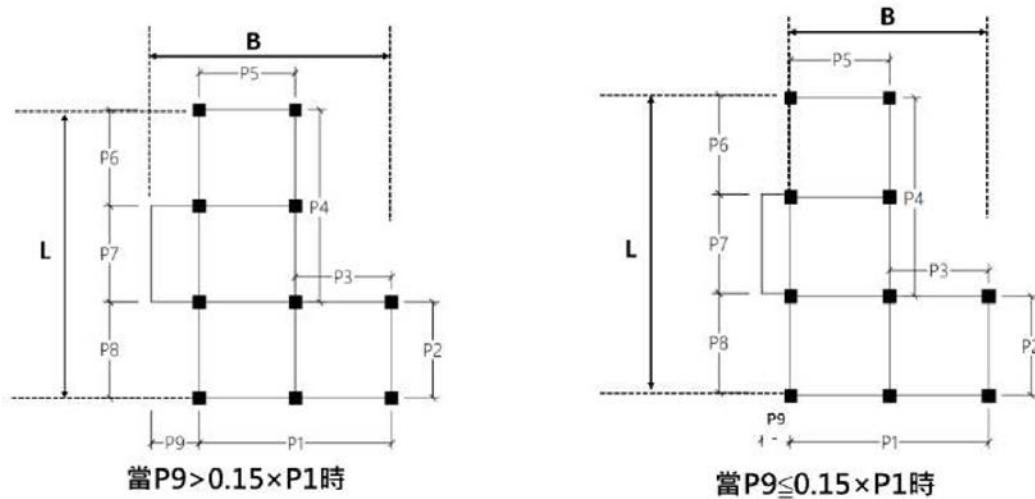 B
P5
P6
P4
L
P7
P3
P8
P2
P9
P1
當P9>0.15×P1時
B
P5
P6
P4
L
P7
P3
P8
P2
P9
P1
當P9≦0.15×P1時